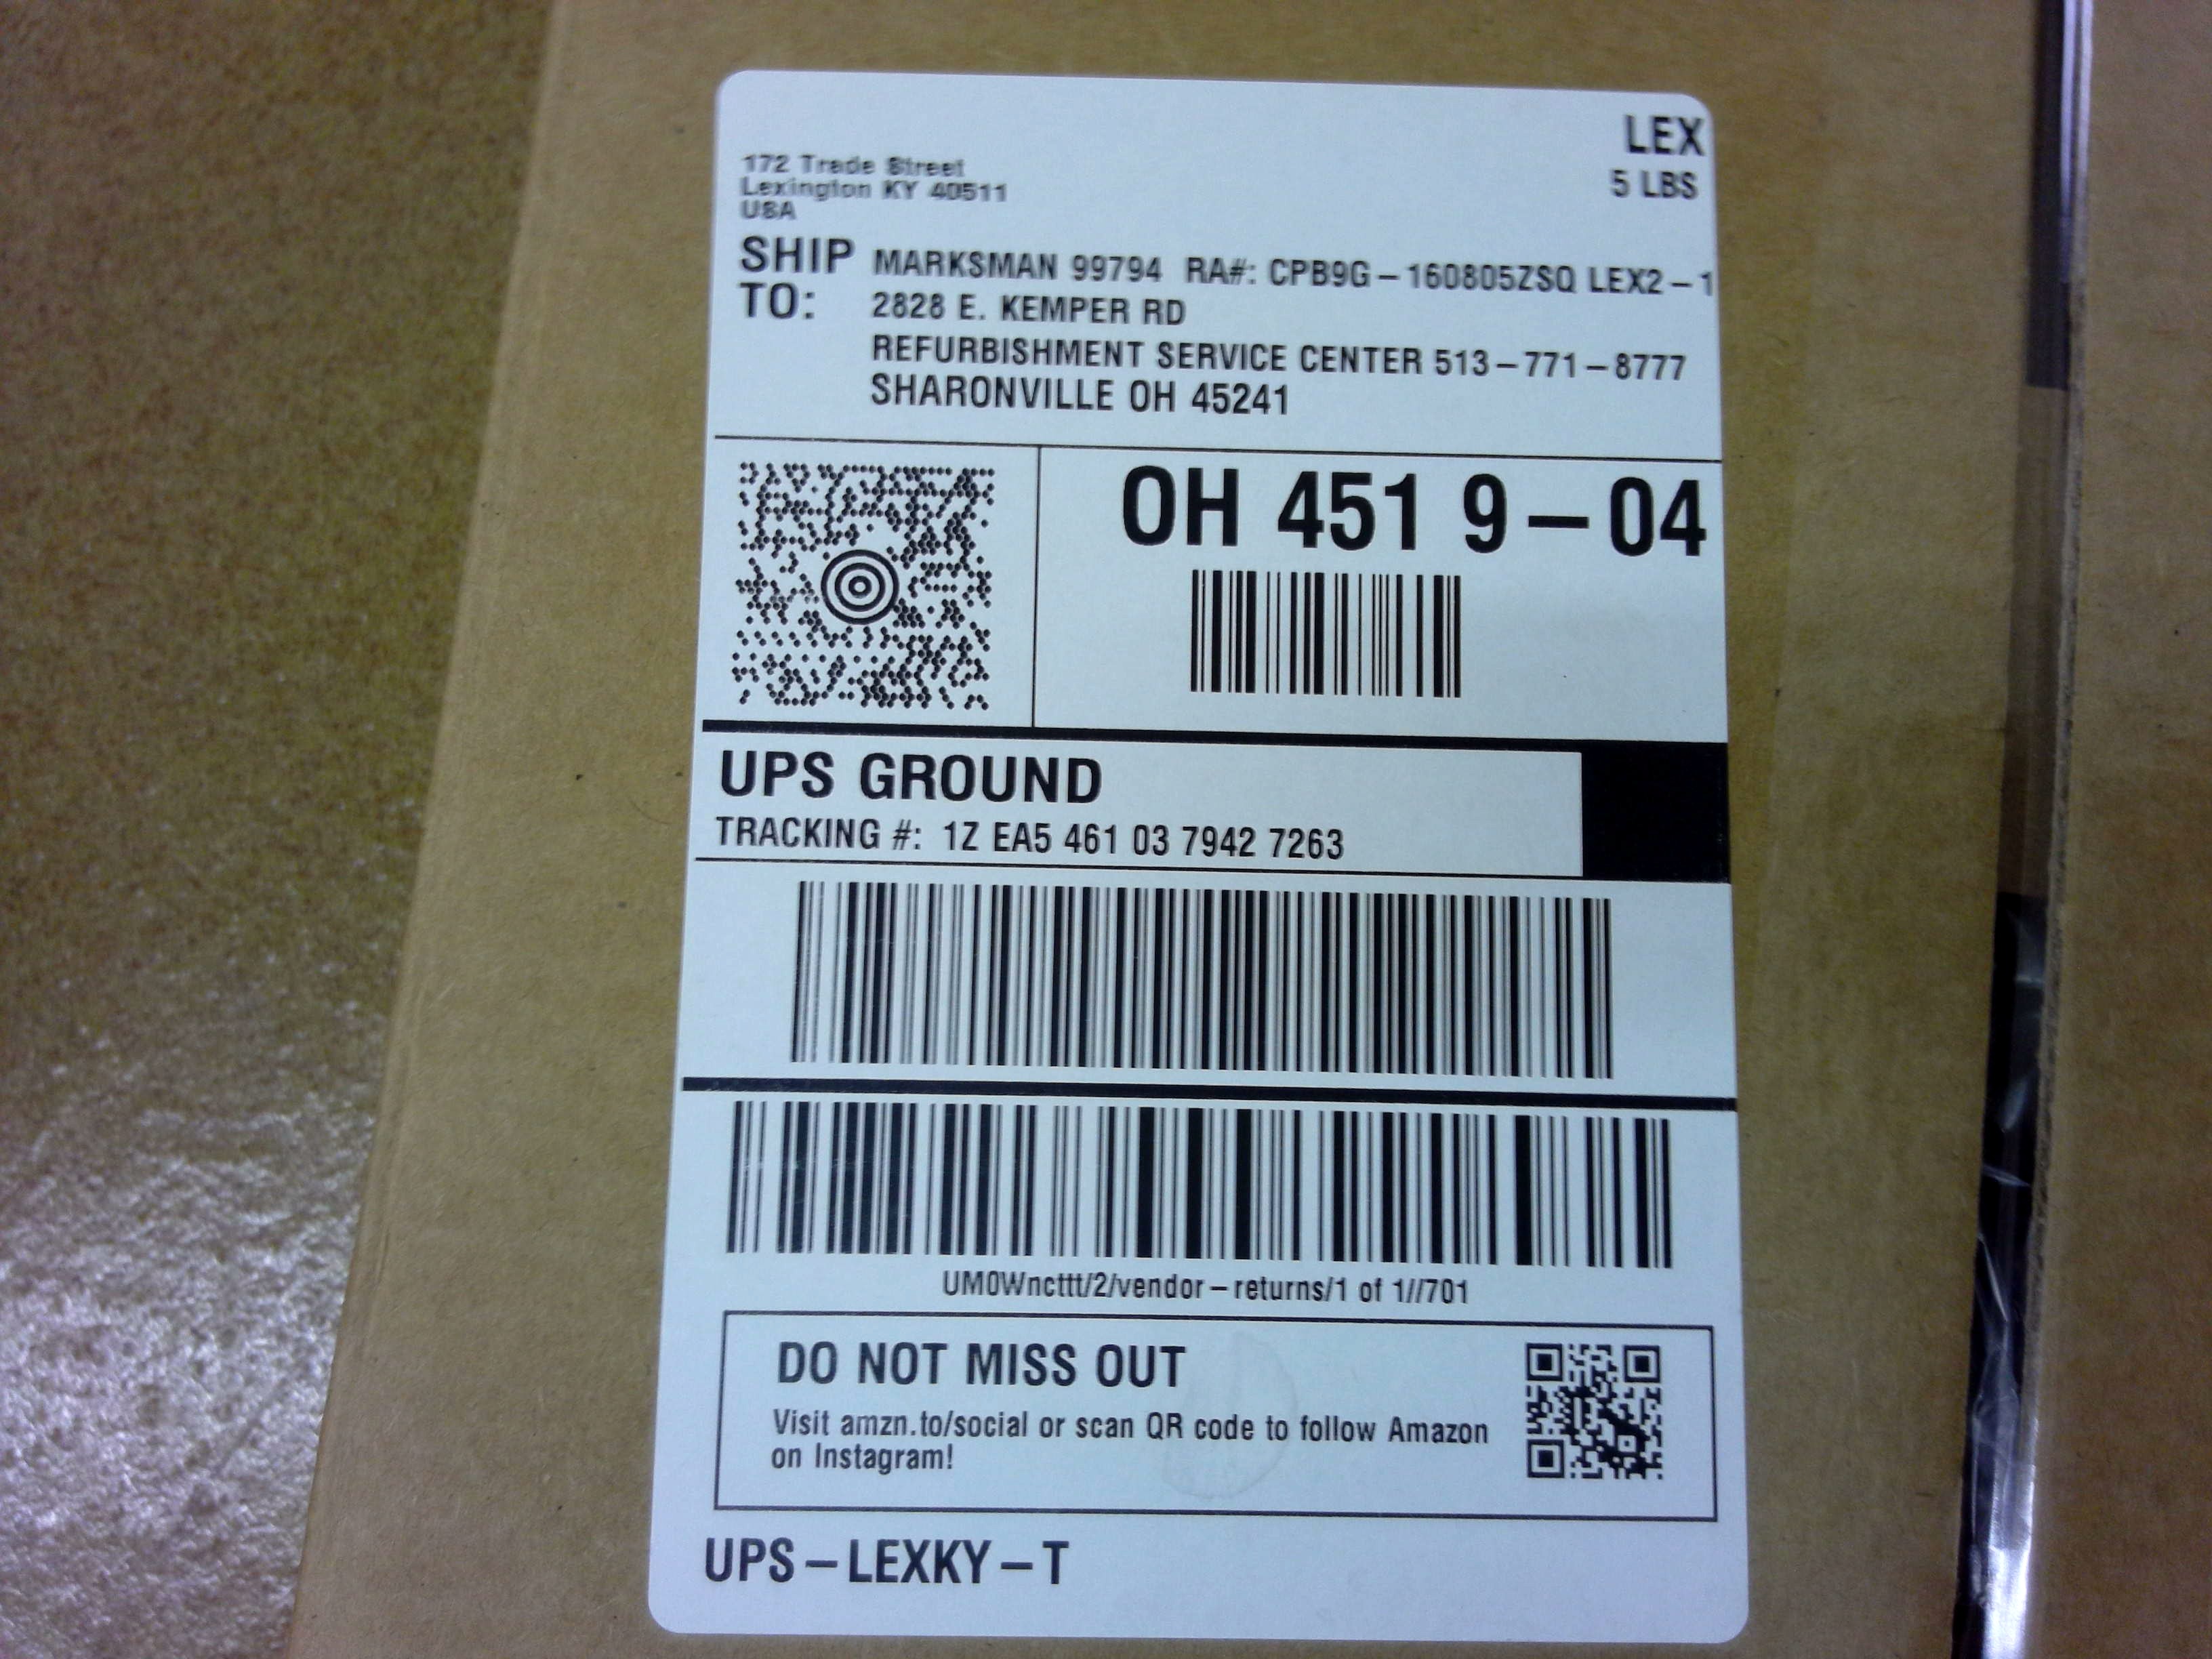 LEX
5 LBS
172 Trade Street
Lexington KY 40511
USA
SHIP TO:
MARKSMAN 99794 RA#: CPB9G-160805ZSQ LEX2-1
2828 E. KEMPER RD
REFURBISHMENT SERVICE CENTER 513-771-8777
SHARONVILLE OH 45241
OH 451 9-04
UPS GROUND
TRACKING #: 1Z EA5 461 03 7942 7263
UM0Wncttt/2/vendor-returns/1 of 1//701
DO NOT MISS OUT
Visit amzn.to/social or scan QR code to follow Amazon
on Instagram!
UPS-LEXKY-T